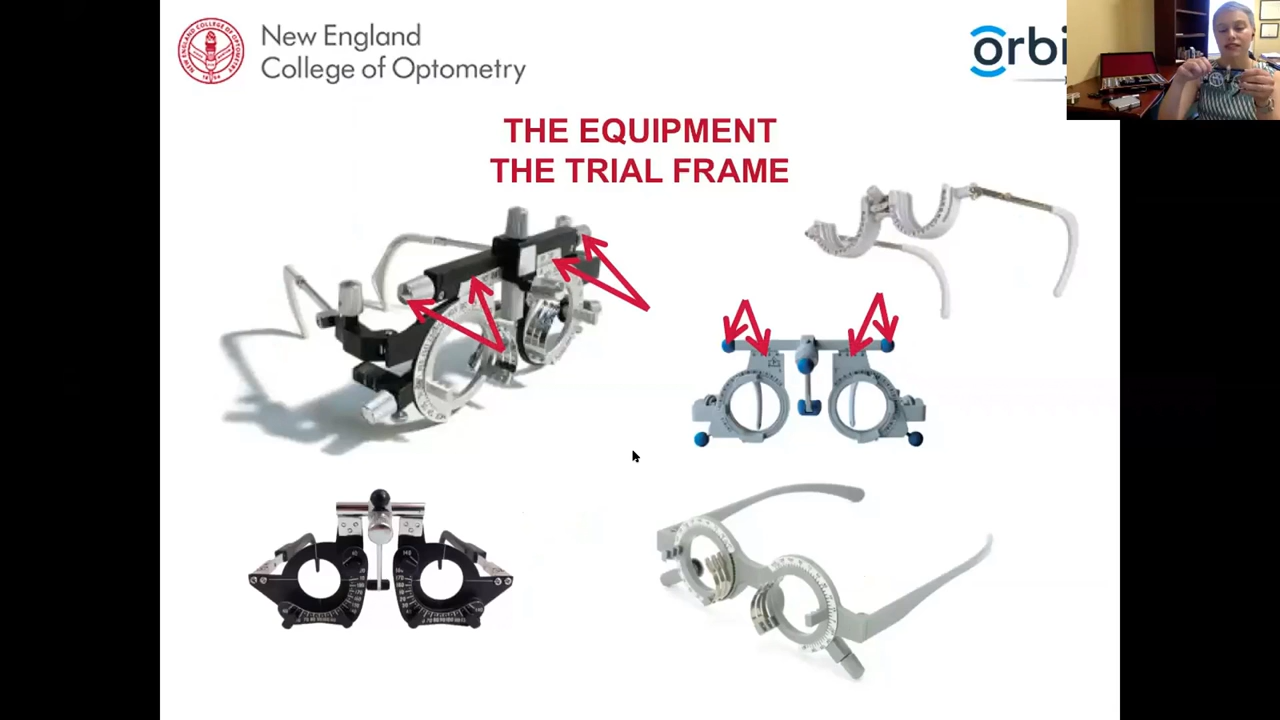 New England
College of Optometry
orbi
THE EQUIPMENT
THE TRIAL FRAME